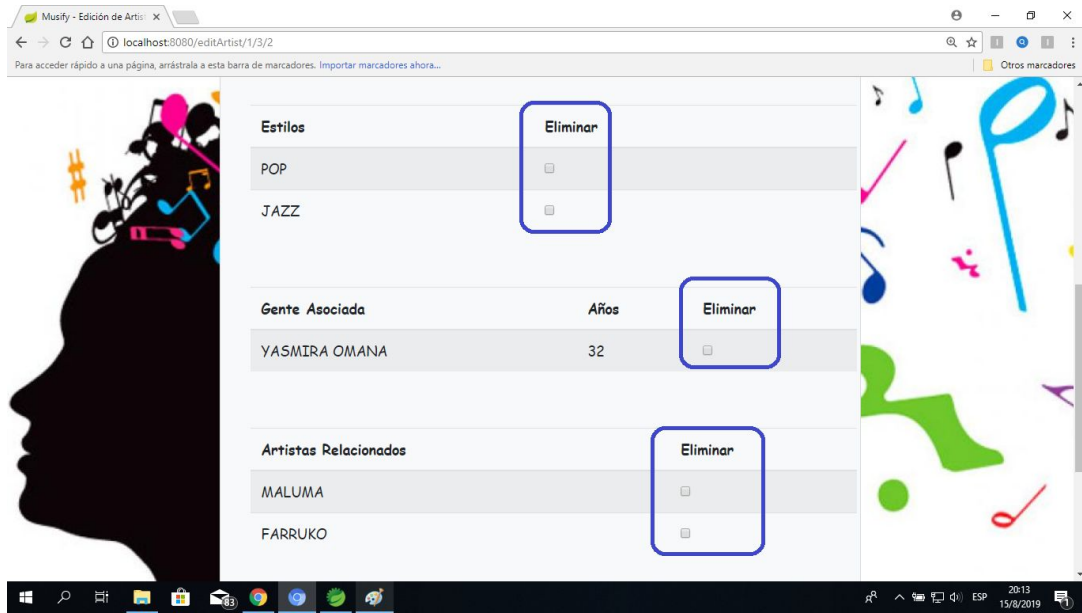 Musify - Edición de Artis
localhost:8080/editArtist/1/3/2
Para acceder rápido a una página, arrástrala a esta barra de marcadores. Importar marcadores ahora...
Otros marcadores
Estilos Eliminar
POP
JAZZ
Gente Asociada Años Eliminar
YASMIRA OMANA 32
Artistas Relacionados Eliminar
MALUMA
FARRUKO
83
ESP
20:13
15/8/2019
1